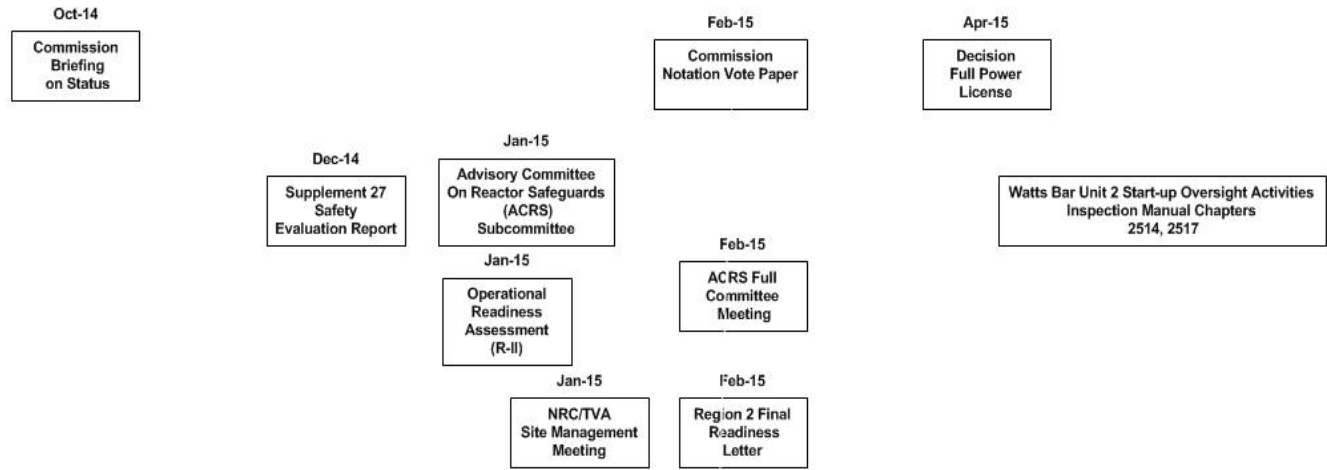 Oct-14
Commission
Briefing
on Status
Feb-15
Commission
Notation Vote Paper
Apr-15
Decision
Full Power
License
Dec-14
Supplement 27
Safety
Evaluation Report
Jan-15
Advisory Committee
On Reactor Safeguards
(ACRS)
Subcommittee
Watts Bar Unit 2 Start-up Oversight Activities
Inspection Manual Chapters
2514, 2517
Jan-15
Operational
Readiness
Assessment
(R-II)
Feb-15
ACRS Full
Committee
Meeting
Jan-15
NRC/TVA
Site Management
Meeting
Feb-15
Region 2 Final
Readiness
Letter